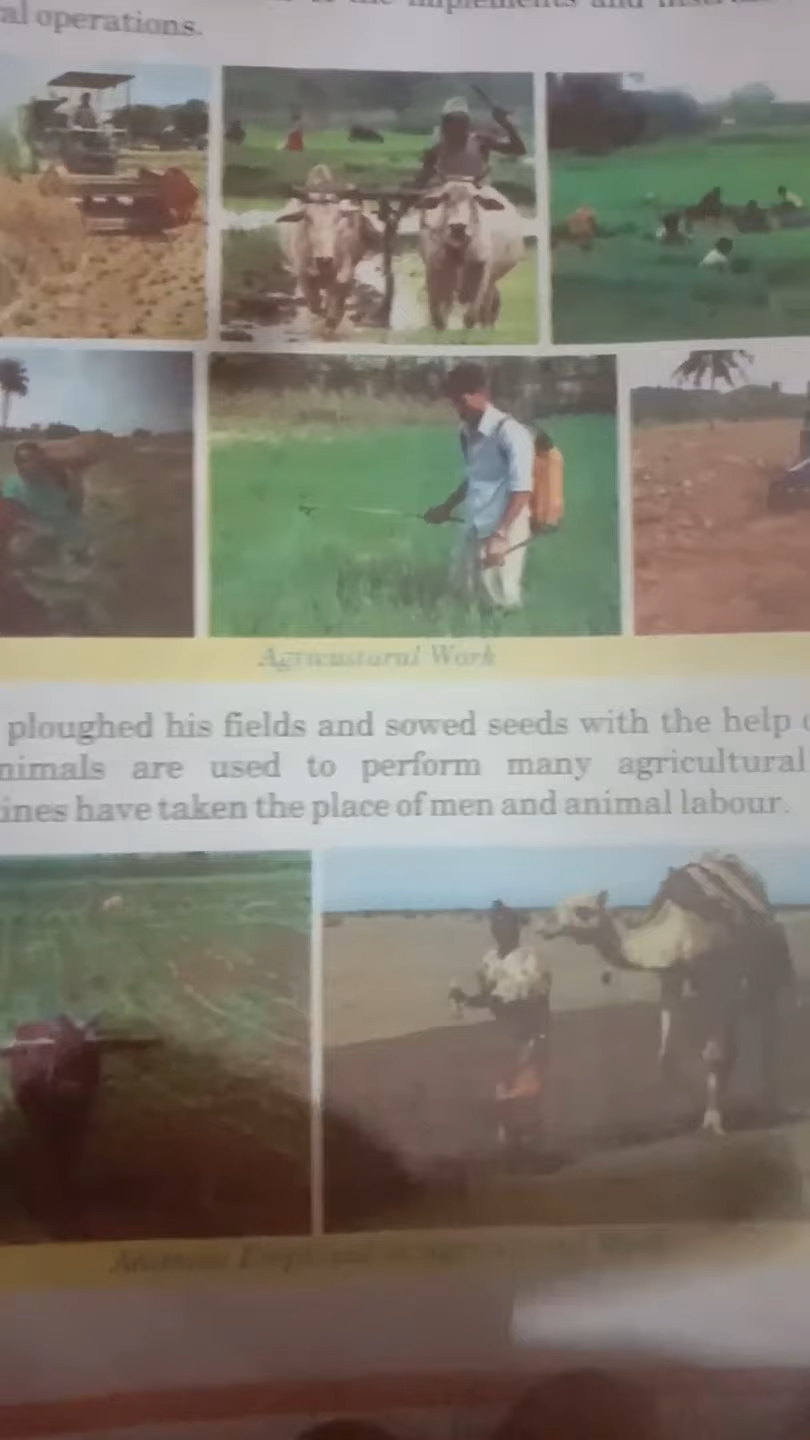 al operations.
Agricultural Work
ploughed his fields and sowed seeds with the help
nimals are used to perform many agricultural
ines have taken the place of men and animal labour.